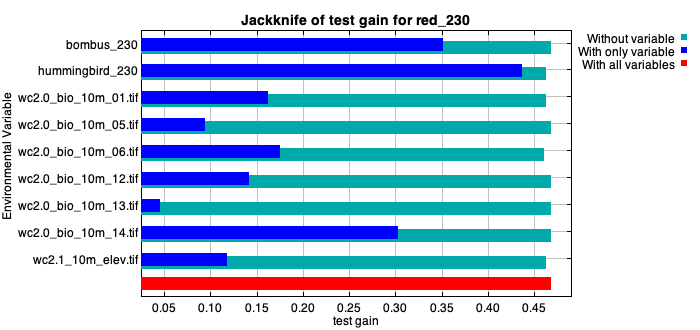 Jackknife of test gain for red_230
bombus_230
hummingbird_230
wc2.0_bio_10m_01.tif
wc2.0_bio_10m_05.tif
wc2.0_bio_10m_06.tif
wc2.0_bio_10m_12.tif
wc2.0_bio_10m_13.tif
wc2.0_bio_10m_14.tif
wc2.1_10m_elev.tif
Environmental Variable
0.05 0.10 0.15 0.20 0.25 0.30 0.35 0.40 0.45
test gain
Without variable
With only variable
With all variables